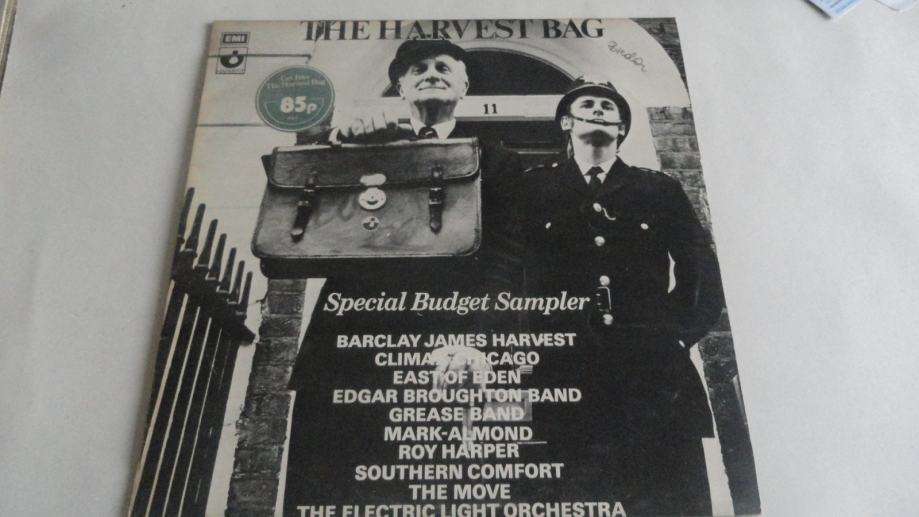 THE HARVEST BAG
EMI
Get Into
The Harvest Bag
85p
11
Special Budget Sampler
BARCLAY JAMES HARVEST
CLIMAX CHICAGO
EAST OF EDEN
EDGAR BROUGHTON BAND
GREASE BAND
MARK-ALMOND
ROY HARPER
SOUTHERN COMFORT
THE MOVE
THE ELECTRIC LIGHT ORCHESTRA